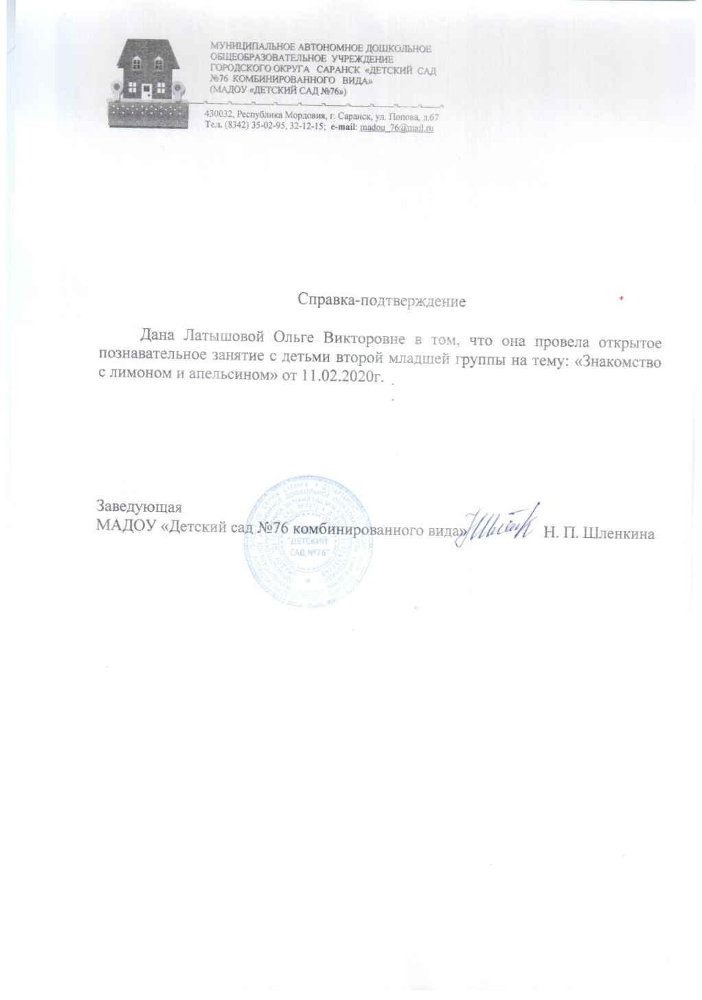 МУНИЦИПАЛЬНОЕ АВТОНОМНОЕ ДОШКОЛЬНОЕ
ОБЩЕОБРАЗОВАТЕЛЬНОЕ УЧРЕЖДЕНИЕ
ГОРОДСКОГО ОКРУГА САРАНСК «ДЕТСКИЙ САД
№76 КОМБИНИРОВАННОГО ВИДА»
(МАДОУ «ДЕТСКИЙ САД №76»)
430032, Республика Мордовия, г. Саранск, ул. Попова, д.67
Тел. (8342) 35-02-95, 32-12-15; e-mail: madou_76@mail.ru
Справка-подтверждение
Дана Латышовой Ольге Викторовне в том, что она провела открытое
познавательное занятие с детьми второй младшей группы на тему: «Знакомство
с лимоном и апельсином» от 11.02.2020г.
Заведующая
МАДОУ «Детский сад №76 комбинированного вида» Н. П. Шленкина
"ДЕТСКИЙ
САД №76"